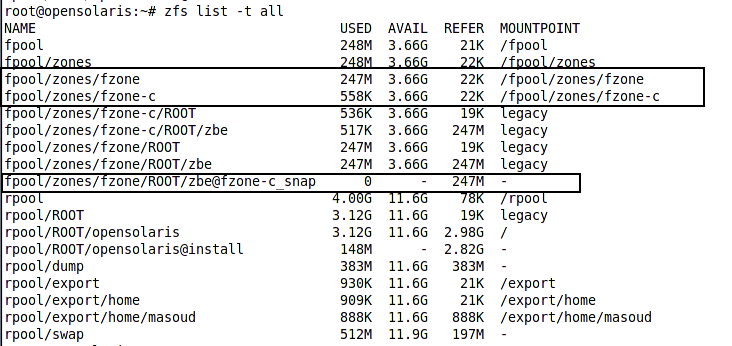 root@opensolaris:~# zfs list -t all
NAME USED AVAIL REFER MOUNTPOINT
fpool 248M 3.66G 21K /fpool
fpool/zones 248M 3.66G 22K /fpool/zones
fpool/zones/fzone 247M 3.66G 22K /fpool/zones/fzone
fpool/zones/fzone-c 558K 3.66G 22K /fpool/zones/fzone-c
fpool/zones/fzone-c/ROOT 536K 3.66G 19K legacy
fpool/zones/fzone-c/ROOT/zbe 517K 3.66G 247M legacy
fpool/zones/fzone/ROOT 247M 3.66G 19K legacy
fpool/zones/fzone/ROOT/zbe 247M 3.66G 247M legacy
fpool/zones/fzone/ROOT/zbe@fzone-c_snap 0 - 247M -
rpool 4.00G 11.6G 78K /rpool
rpool/ROOT 3.12G 11.6G 19K legacy
rpool/ROOT/opensolaris 3.12G 11.6G 2.98G /
rpool/ROOT/opensolaris@install 148M - 2.82G -
rpool/dump 383M 11.6G 383M -
rpool/export 930K 11.6G 21K /export
rpool/export/home 909K 11.6G 21K /export/home
rpool/export/home/masoud 888K 11.6G 888K /export/home/masoud
rpool/swap 512M 11.9G 197M -